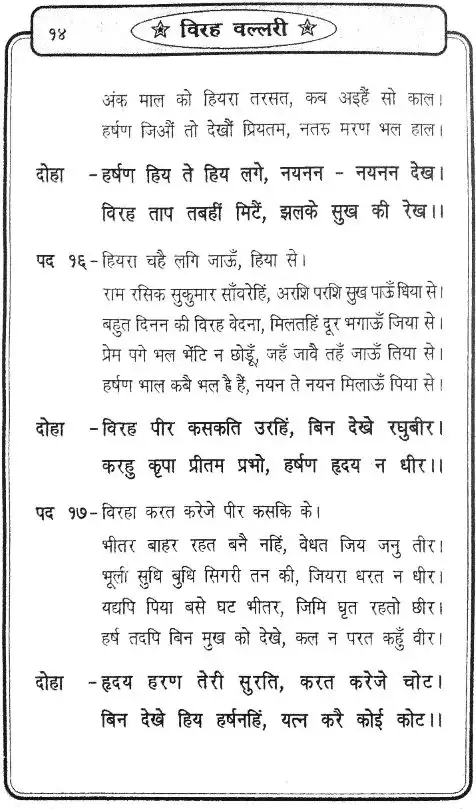 १४
विरह वल्लरी
अंक माल को हियरा तरसत, कब अइहैं सो काल।
हर्षण जिऔं तो देखौं प्रियतम, नतरु मरण भल हाल।
दोहा -हर्षण हिय ते हिय लगे, नयनन - नयनन देख।
विरह ताप तबहीं मिटैं, झलके सुख की रेख।।
पद १६-हियरा चहै लगि जाऊँ, हिया से।
राम रसिक सुकुमार साँवरेहिं, अरशि परशि सुख पाऊँ धिया से।
बहुत दिनन की विरह वेदना, मिलतहिं दूर भगाऊँ जिया से।
प्रेम पगे भल भेंटि न छोडूँ, जहँ जावै तहँ जाऊँ तिया से।
हर्षण भाल कबै भल ह्वै हैं, नयन ते नयन मिलाऊँ पिया से।
दोहा -विरह पीर कसकति उरहिं, बिन देखे रघुबीर।
करहु कृपा प्रीतम प्रभो, हर्षण हृदय न धीर।।
पद १७-विरहा करत करेजे पीर कसकि के।
भीतर बाहर रहत बनै नहिं, वेधत जिय जनु तीर।
भूली सुधि बुधि सिगरी तन की, जियरा धरत न धीर।
यद्यपि पिया बसे घट भीतर, जिमि घृत रहतो छीर।
हर्ष तदपि बिन मुख को देखे, कल न परत कहुँ वीर।
दोहा -हृदय हरण तेरी सुरति, करत करेजे चोट।
बिन देखे हिय हर्षनहिं, यत्न करै कोई कोट।।